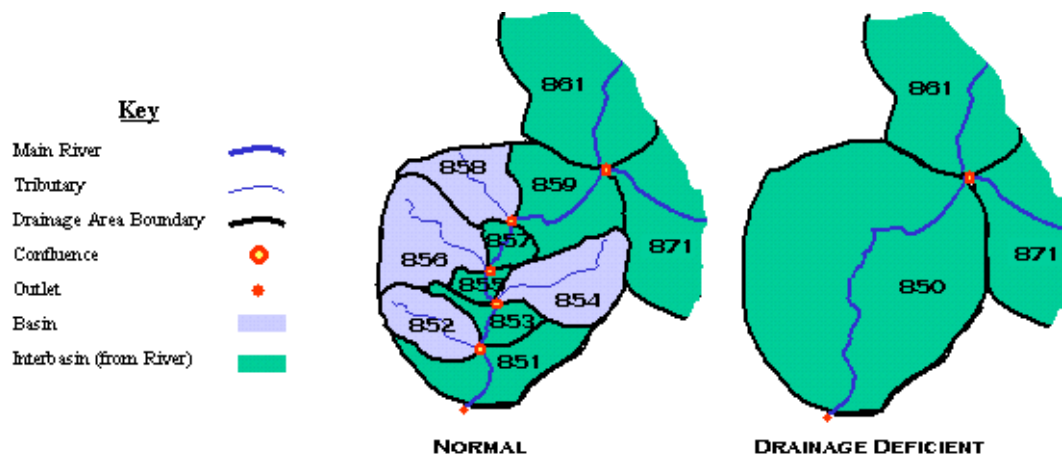 Key
Main River
Tributary
Drainage Area Boundary
Confluence
Outlet
Basin
Interbasin (from River)
861
858
859
857
856
871
855
854
852
853
851
NORMAL
861
871
850
DRAINAGE DEFICIENT